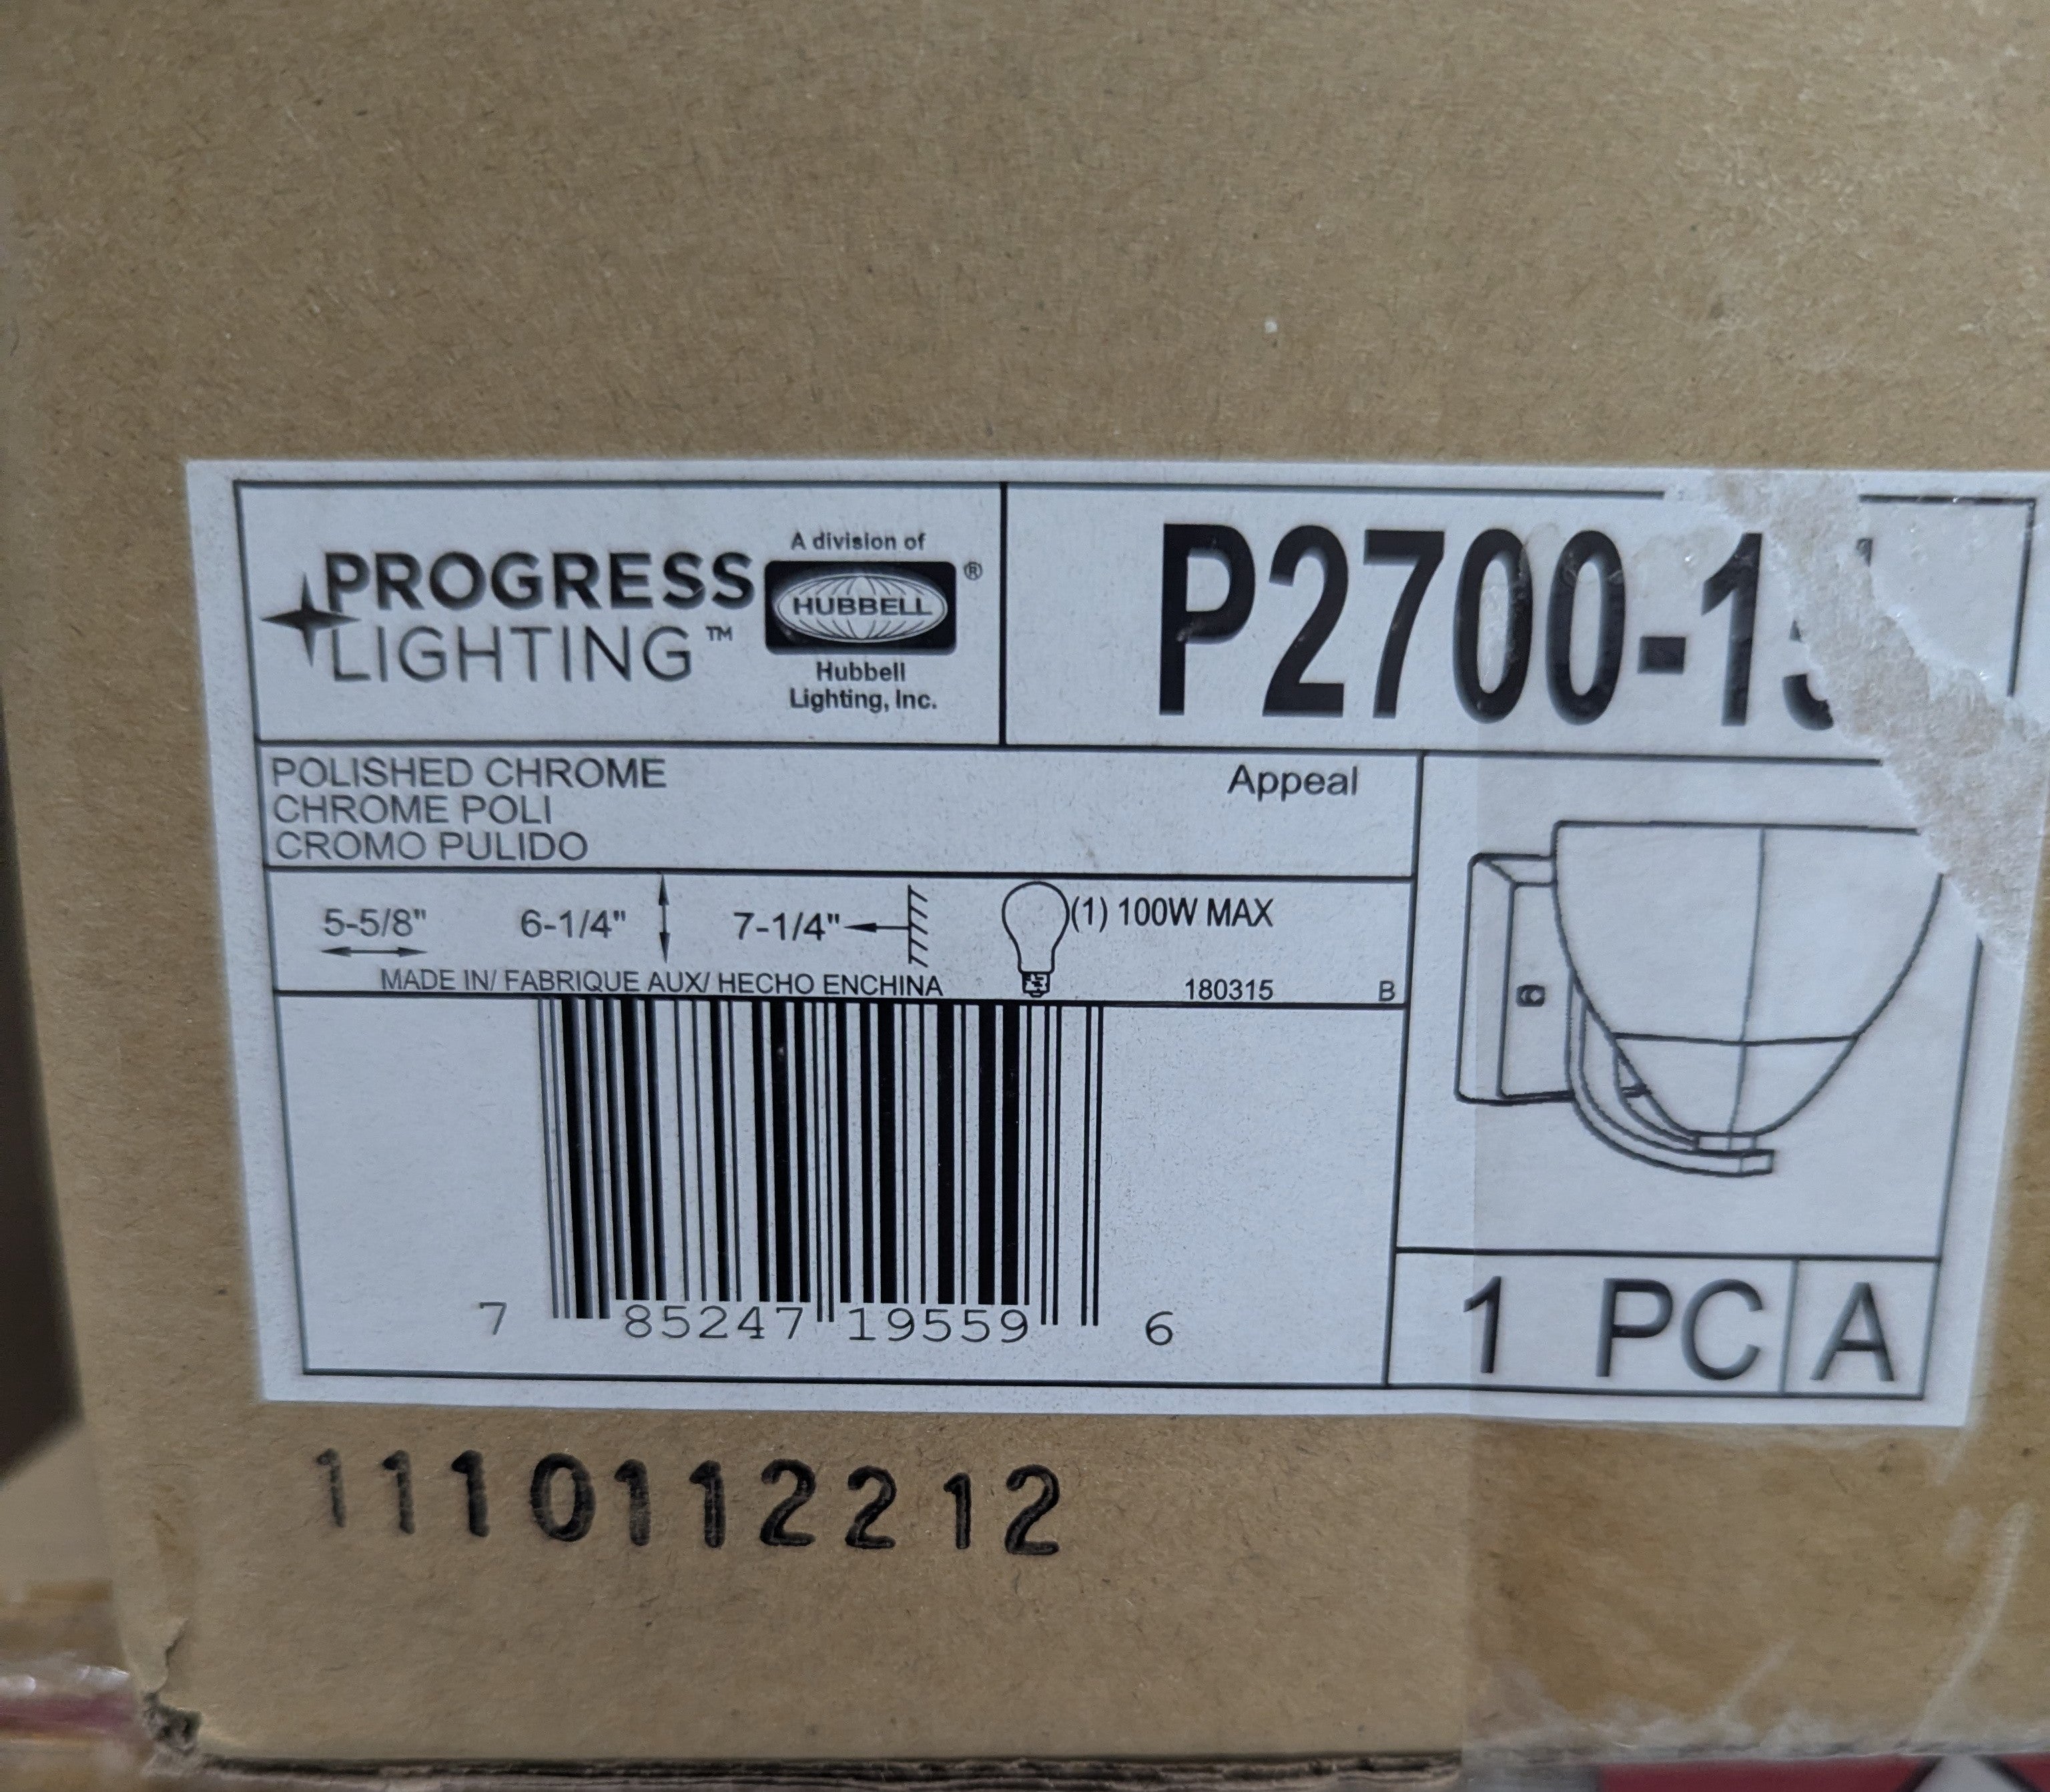 PROGRESS
LIGHTING™
A division of
HUBBELL
®
Hubbell
Lighting, Inc.
P2700-15
POLISHED CHROME
CHROME POLI
CROMO PULIDO
Appeal
5-5/8" 6-1/4" 7-1/4" (1) 100W MAX
MADE IN/ FABRIQUE AUX/ HECHO ENCHINA
180315 B
7 85247 19559 6
1 PC A
1110112212